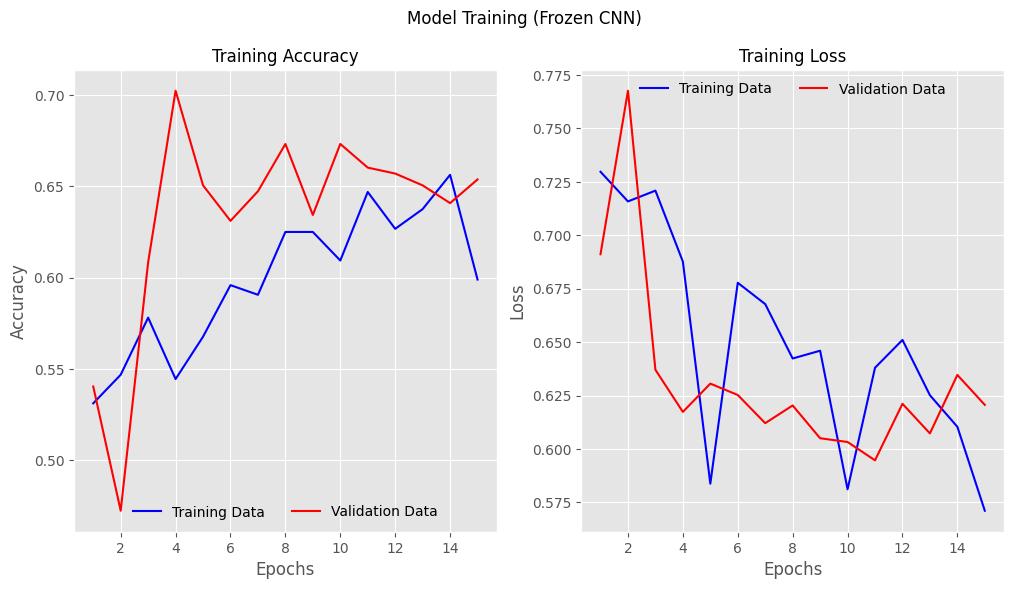 Model Training (Frozen CNN)
Training Accuracy
0.70
0.65
0.60
0.55
0.50
Accuracy
Training Data
Validation Data
2
4
6
8
10
12
14
Epochs
Training Loss
Training Data
Validation Data
0.775
0.750
0.725
0.700
0.675
0.650
0.625
0.600
0.575
Loss
2
4
6
8
10
12
14
Epochs